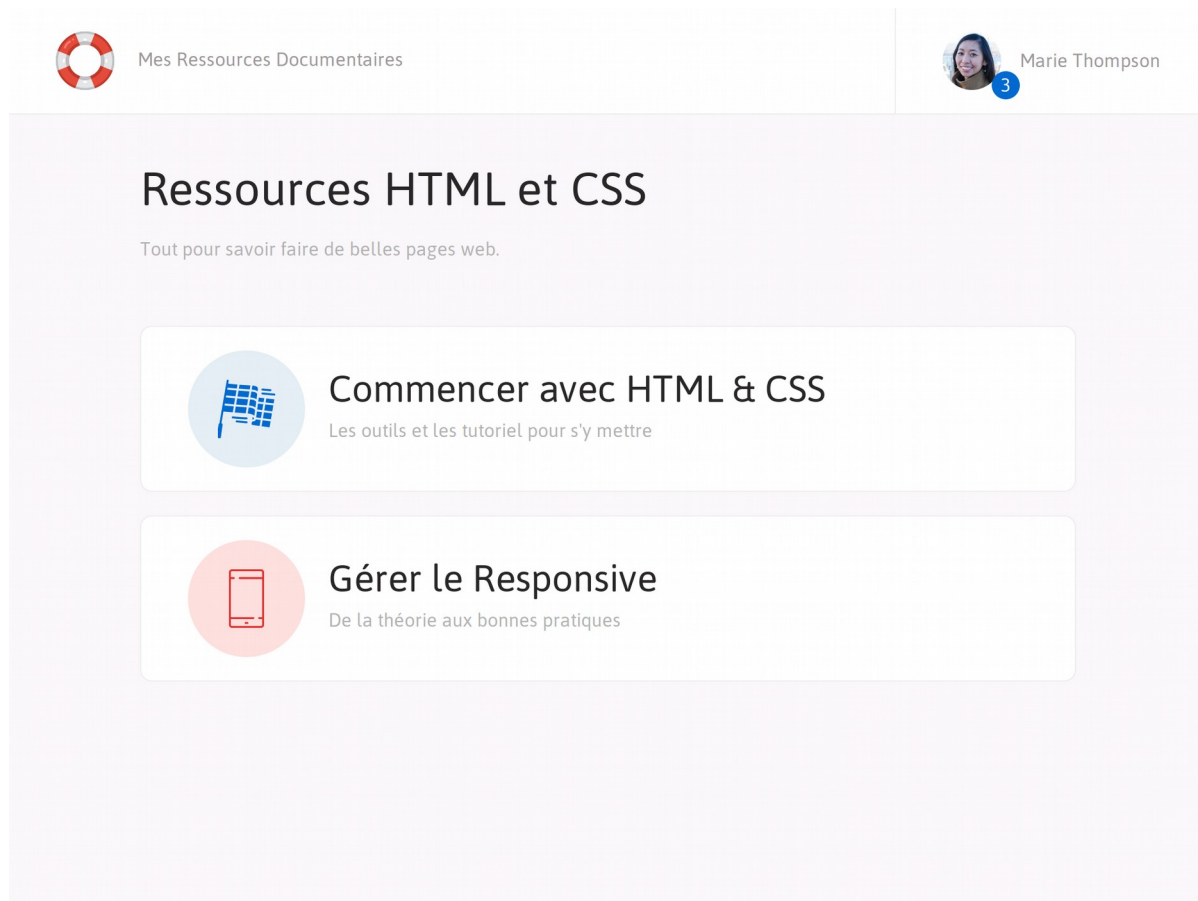 Mes Ressources Documentaires
Marie Thompson
3
Ressources HTML et CSS
Tout pour savoir faire de belles pages web.
Commencer avec HTML & CSS
Les outils et les tutoriel pour s'y mettre
Gérer le Responsive
De la théorie aux bonnes pratiques